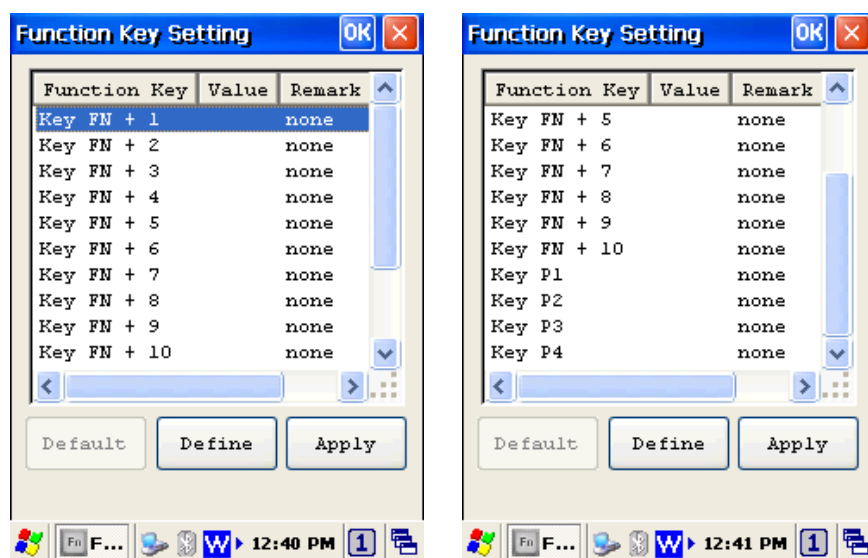 Function Key Setting OK
Function Key Value Remark
Key FN + 1 none
Key FN + 2 none
Key FN + 3 none
Key FN + 4 none
Key FN + 5 none
Key FN + 6 none
Key FN + 7 none
Key FN + 8 none
Key FN + 9 none
Key FN + 10 none
Default Define Apply
Fn F... W 12:40 PM 1
Function Key Setting OK
Function Key Value Remark
Key FN + 5 none
Key FN + 6 none
Key FN + 7 none
Key FN + 8 none
Key FN + 9 none
Key FN + 10 none
Key P1 none
Key P2 none
Key P3 none
Key P4 none
Default Define Apply
Fn F... W 12:41 PM 1